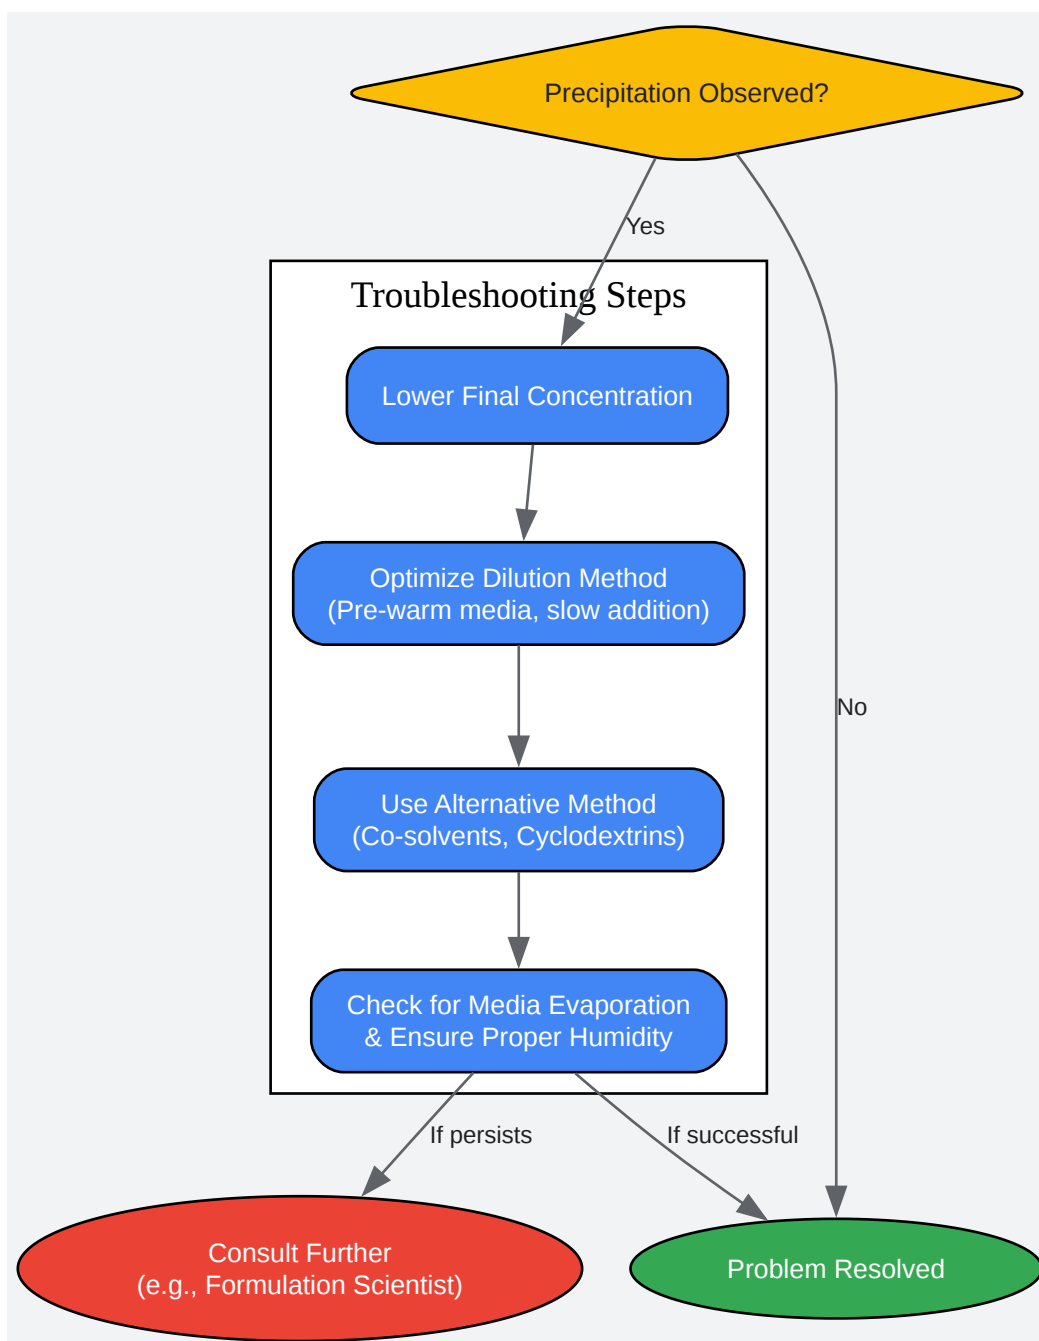 Precipitation Observed?
Yes
Troubleshooting Steps
Lower Final Concentration
Optimize Dilution Method
(Pre-warm media, slow addition)
No
Use Alternative Method
(Co-solvents, Cyclodextrins)
Check for Media Evaporation
& Ensure Proper Humidity
If persists
If successful
Consult Further
(e.g., Formulation Scientist)
Problem Resolved